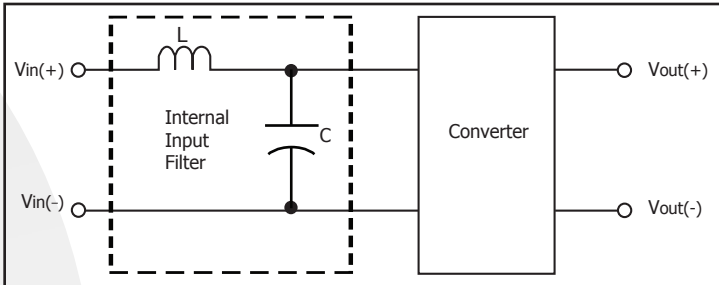 L
Vin(+)
Vout(+)
Internal
Input
Filter
C
Converter
Vin(-)
Vout(-)